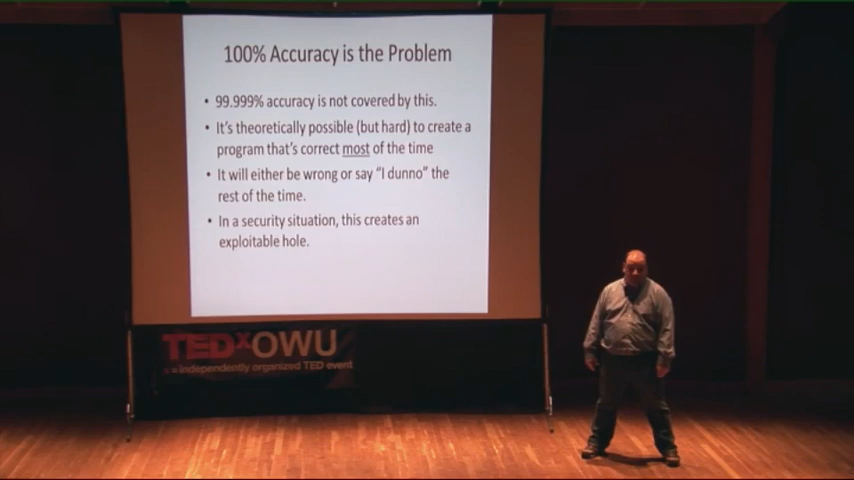 100% Accuracy is the Problem
• 99.999% accuracy is not covered by this.
• It's theoretically possible (but hard) to create a
program that's correct most of the time
• It will either be wrong or say “I dunno” the
rest of the time.
• In a security situation, this creates an
exploitable hole.
TEDxOWU
x = independently organized TED event